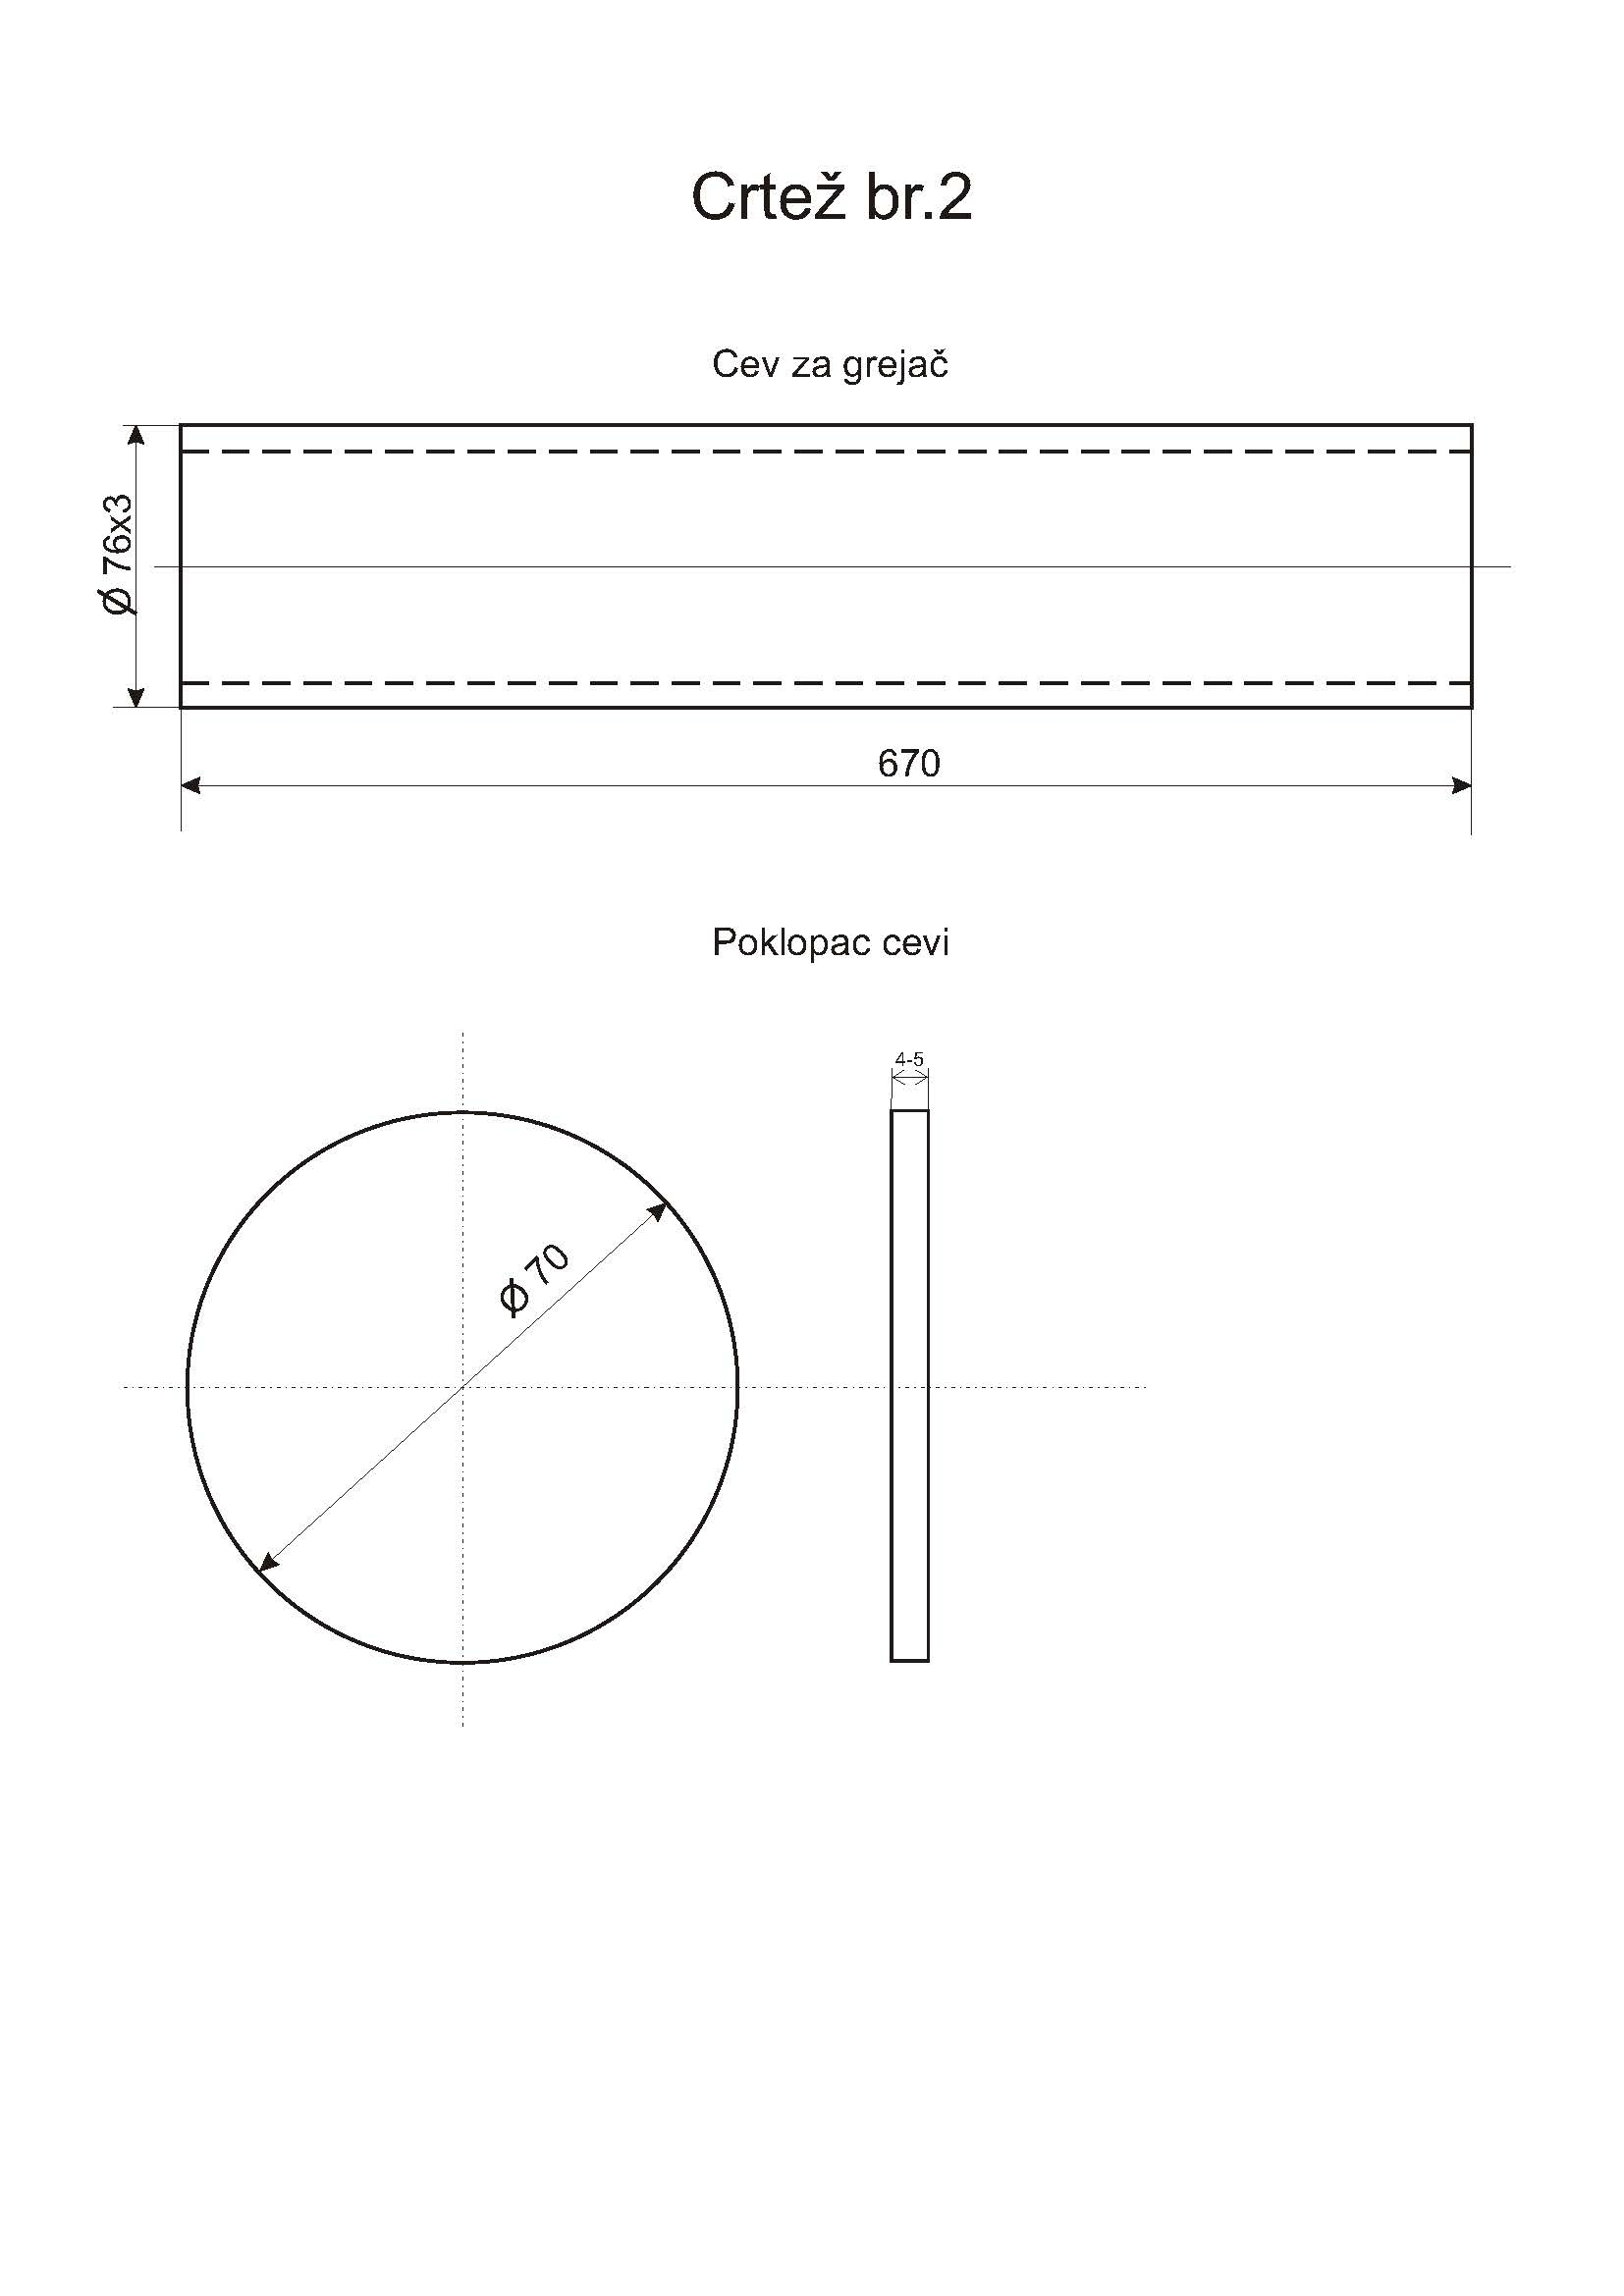 Crtež br.2
Cev za grejač
Ø 76x3
670
Poklopac cevi
4-5
Ø 70